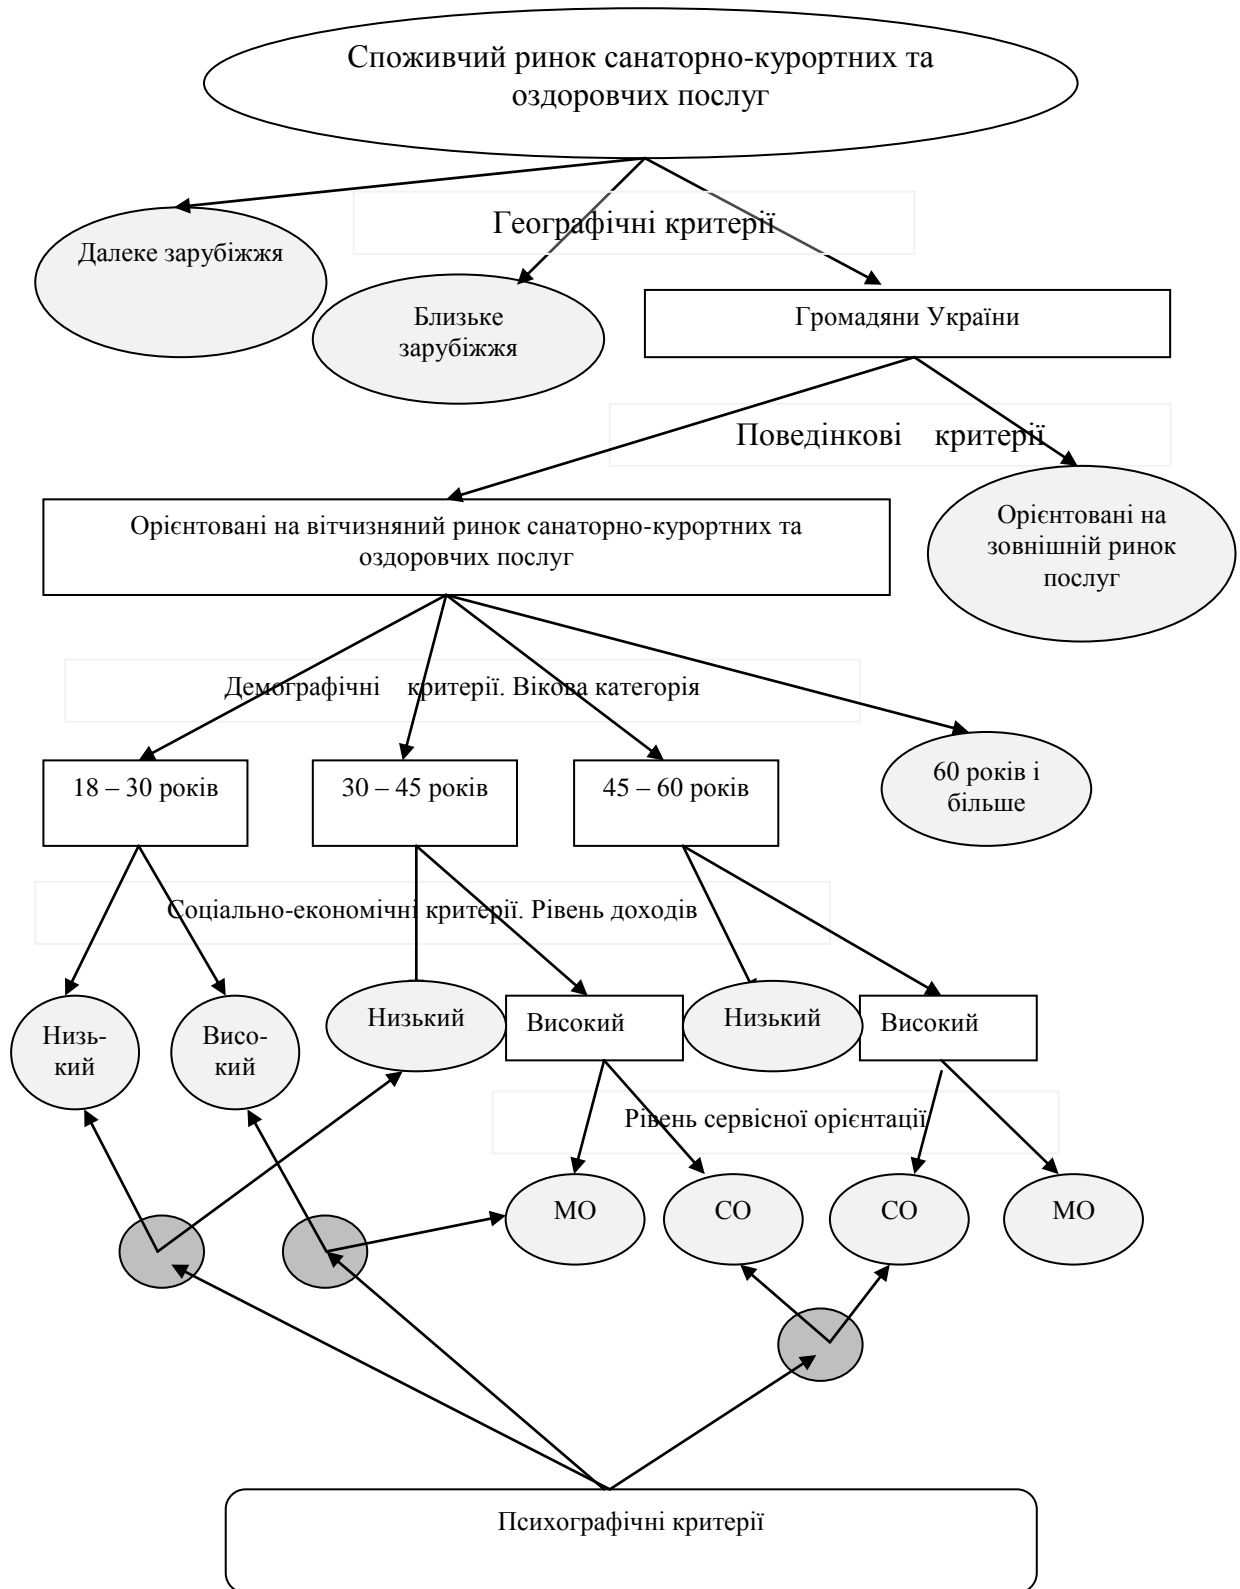 Споживчий ринок санаторно-курортних та
оздоровчих послуг
Географічні критерії
Далеке зарубіжжя
Близьке
зарубіжжя
Громадяни України
Поведінкові критерії
Орієнтовані на вітчизняний ринок санаторно-курортних та
оздоровчих послуг
Орієнтовані на
зовнішній ринок
послуг
Демографічні критерії. Вікова категорія
18 – 30 років
30 – 45 років
45 – 60 років
60 років і
більше
Соціально-економічні критерії. Рівень доходів
Низь-
кий
Висо-
кий
Низький
Високий
Низький
Високий
Рівень сервісної орієнтації
МО
СО
СО
МО
Психографічні критерії